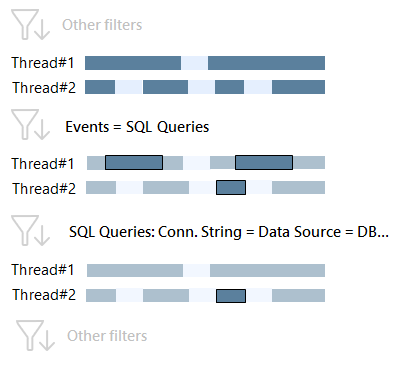 Other filters
Thread#1
Thread#2
Events = SQL Queries
Thread#1
Thread#2
SQL Queries: Conn. String = Data Source = DB...
Thread#1
Thread#2
Other filters